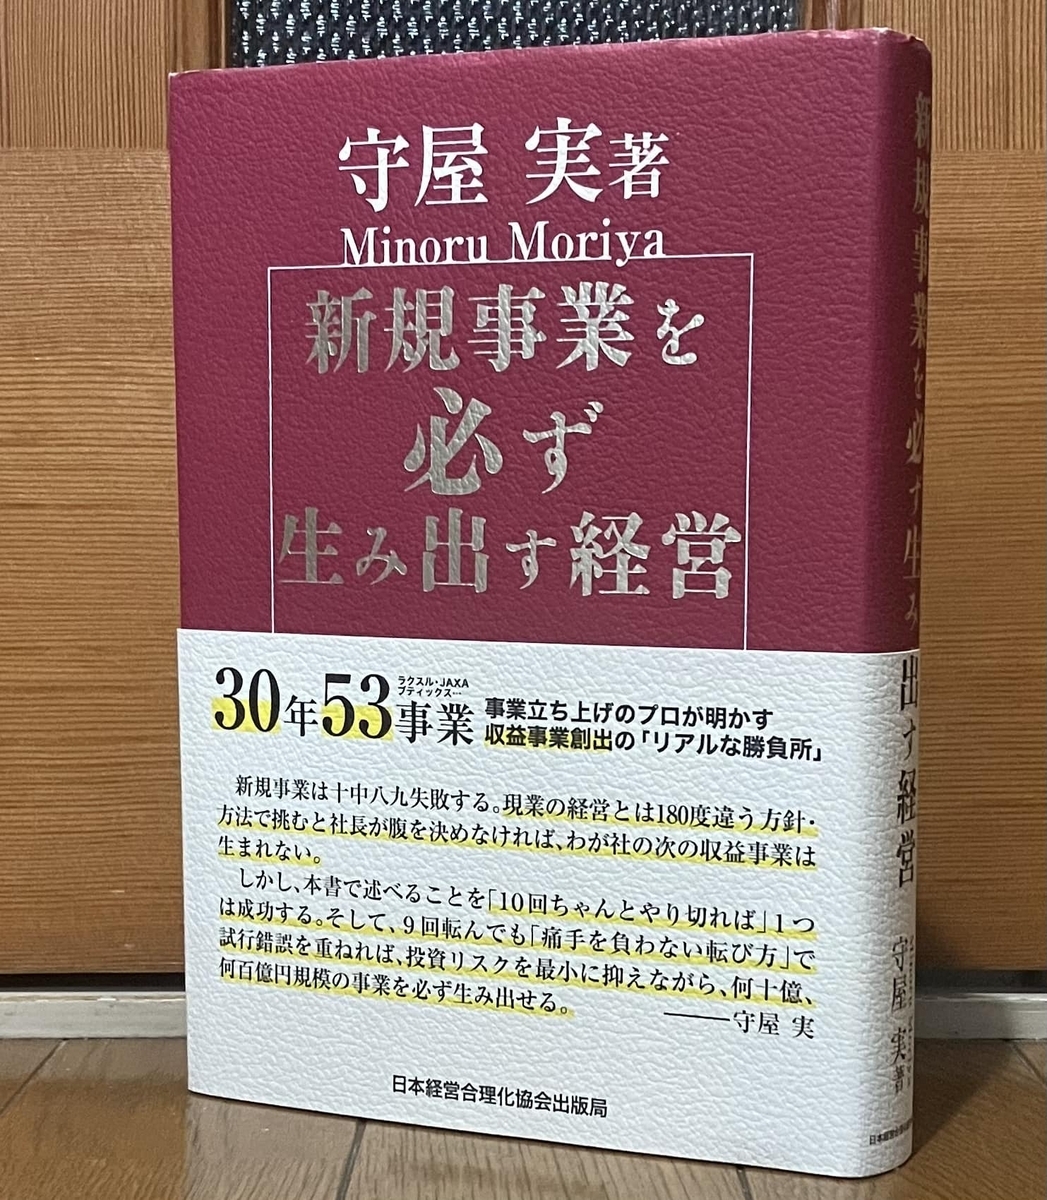 守屋 実著
Minoru Moriya
新規事業を
必ず
生み出す経営
30年53事業
ラクスル・JAXA
ブティックス…
事業立ち上げのプロが明かす
収益事業創出の「リアルな勝負所」
新規事業は十中八九失敗する。現業の経営とは180度違う方針・
方法で挑むと社長が腹を決めなければ、わが社の次の収益事業は
生まれない。
しかし、本書で述べることを「10回ちゃんとやり切れば」1つ
は成功する。そして、9回転んでも「痛手を負わない転び方」で
試行錯誤を重ねれば、投資リスクを最小に抑えながら、何十億、
何百億円規模の事業を必ず生み出せる。
――守屋 実
日本経営合理化協会出版局
新規事業を必ず生み出す経営
守屋 実著